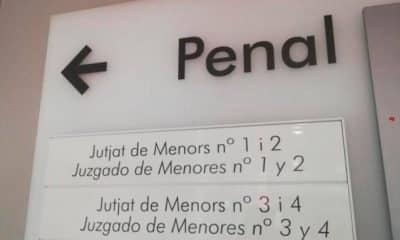 Penal
Jutjat de Menors nº 1 i 2
Juzgado de Menores nº 1 y 2
Jutjat de Menors nº 3 i 4
Juzgado de Menores nº 3 y 4